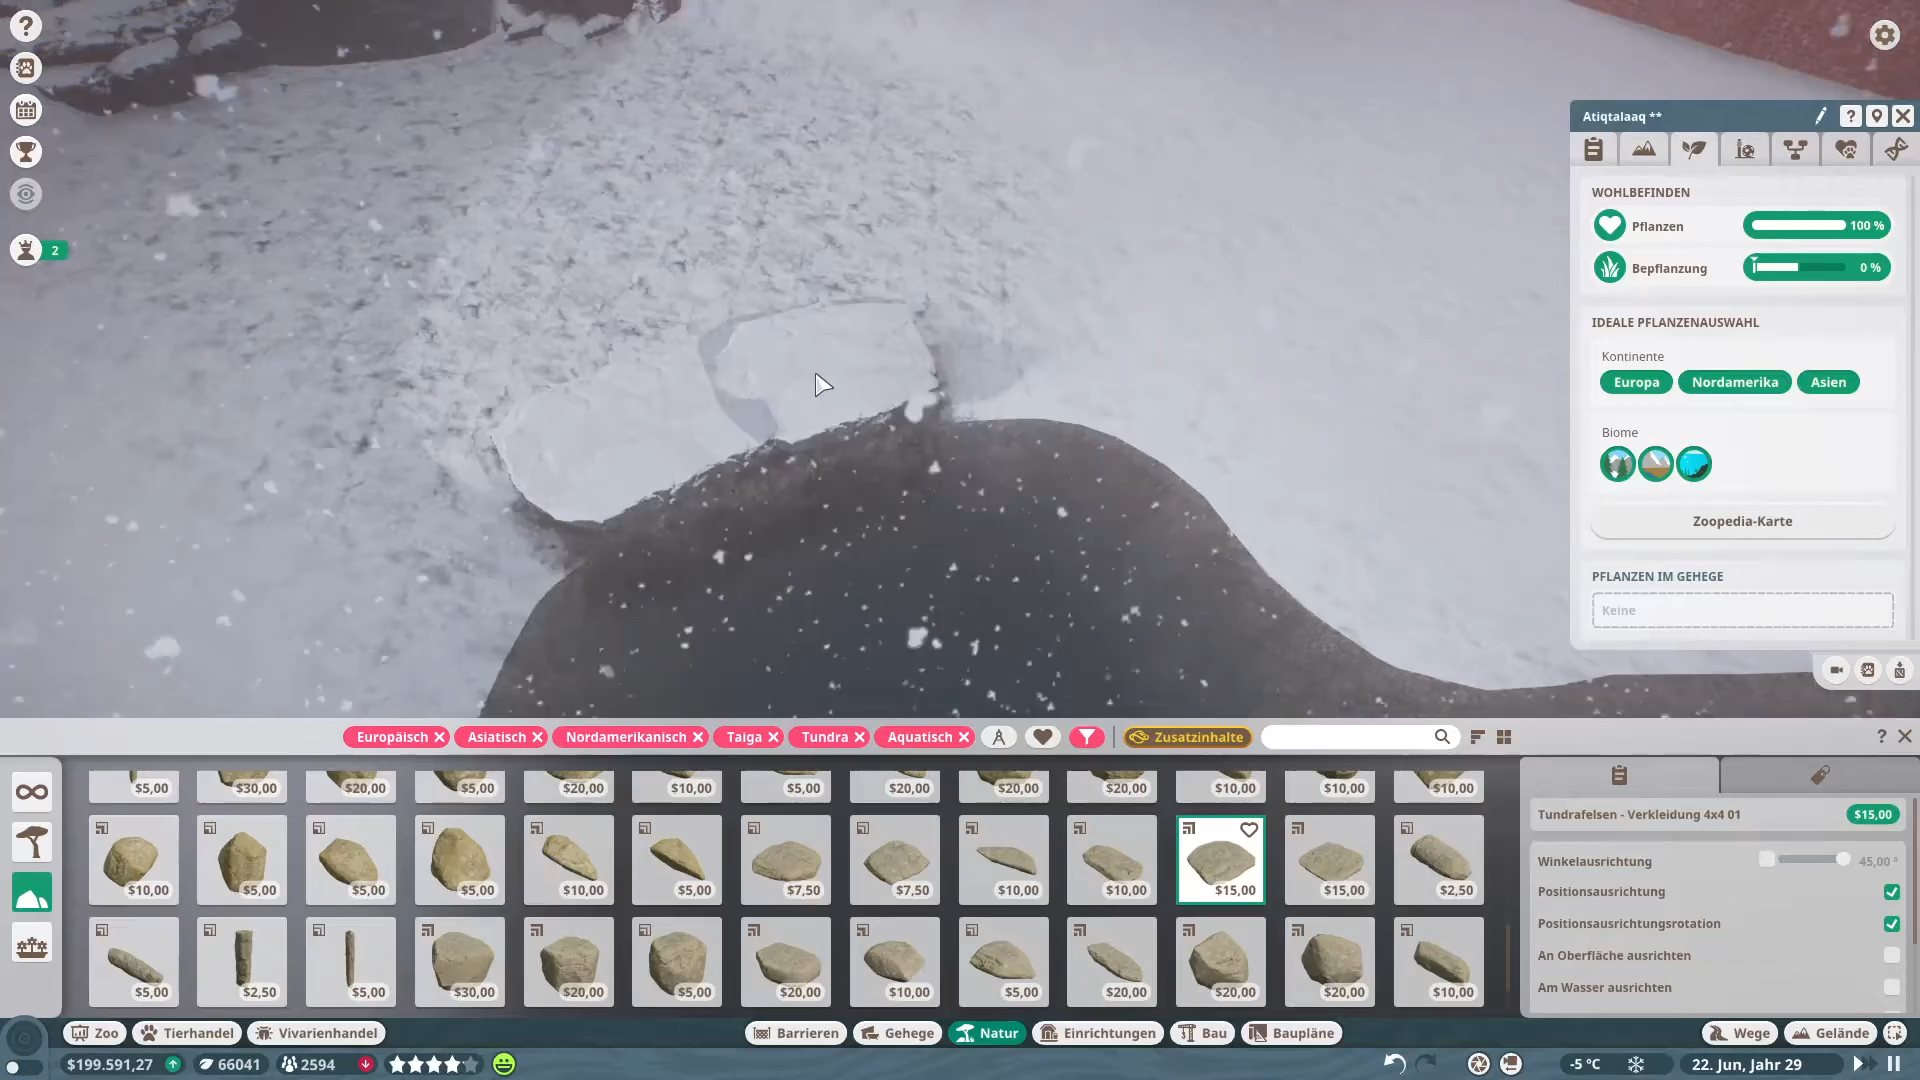 ?
2
Atiqtalaaq **
?
WOHLBEFINDEN
Pflanzen
100 %
Bepflanzung
0 %
IDEALE PFLANZENAUSWAHL
Kontinente
Europa Nordamerika Asien
Biome
Zoopedia-Karte
PFLANZEN IM GEHEGE
Keine
Europäisch Asiatisch Nordamerikanisch Taiga Tundra Aquatisch Zusatzinhalte ?
$5,00 $30,00 $20,00 $5,00 $20,00 $10,00 $5,00 $20,00 $20,00 $20,00 $10,00 $10,00 $10,00
$10,00 $5,00 $5,00 $5,00 $10,00 $5,00 $7,50 $7,50 $10,00 $10,00 $15,00 $15,00 $2,50
$5,00 $2,50 $5,00 $30,00 $20,00 $5,00 $20,00 $10,00 $5,00 $20,00 $20,00 $20,00 $10,00
Tundrafelsen - Verkleidung 4x4 01 $15,00
Winkelausrichtung 45,00 °
Positionsausrichtung
Positionsausrichtungsrotation
An Oberfläche ausrichten
Am Wasser ausrichten
Zoo Tierhandel Vivarienhandel Barrieren Gehege Natur Einrichtungen Bau Baupläne Wege Gelände
$199.591,27 66041 2594 -5 °C 22. Jun, Jahr 29